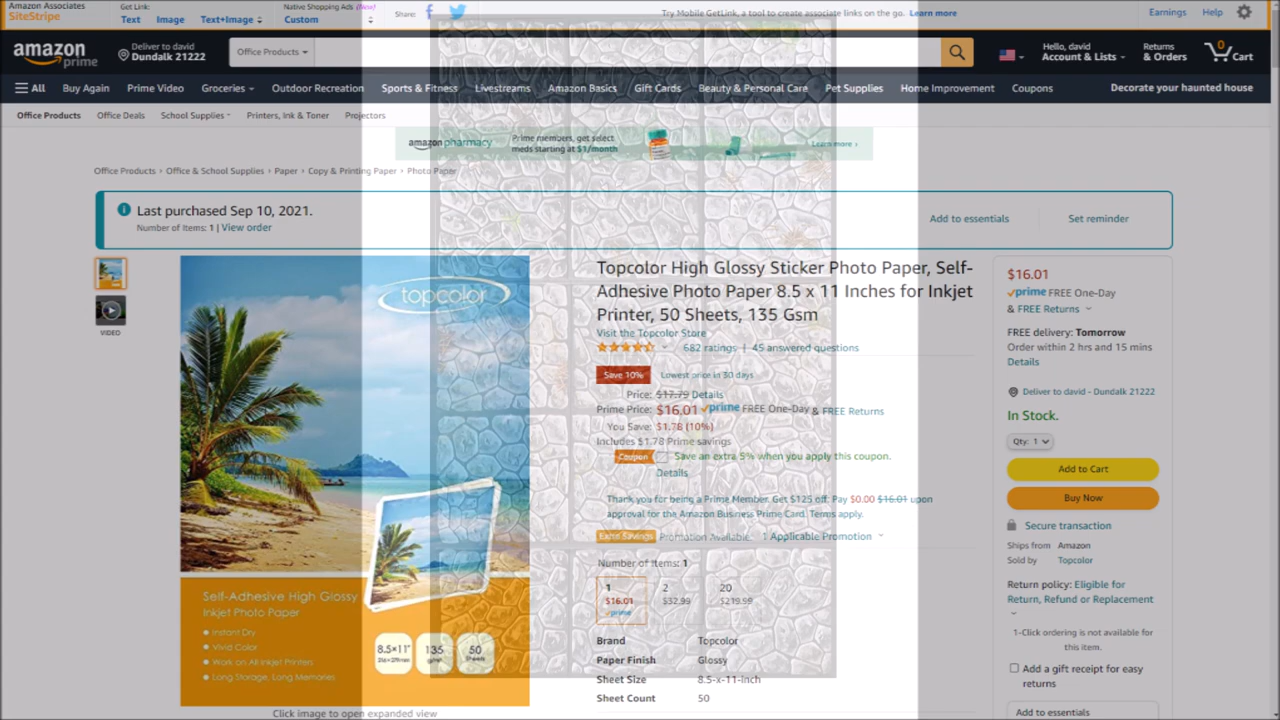 Amazon Associates
SiteStripe
Get Link:
Text Image Text+Image
Native Shopping Ads (New)
Custom
Share:
Try Mobile GetLink, a tool to create associate links on the go. Learn more
Earnings Help
amazon
prime
Deliver to david
Dundalk 21222
Office Products
Hello, david
Account & Lists
Returns
& Orders
0
Cart
All Buy Again Prime Video Groceries Outdoor Recreation Sports & Fitness Livestreams Amazon Basics Gift Cards Beauty & Personal Care Pet Supplies Home Improvement Coupons Decorate your haunted house
Office Products Office Deals School Supplies Printers, Ink & Toner Projectors
amazon pharmacy
Prime members, get select
meds starting at $1/month
Learn more ›
Office Products › Office & School Supplies › Paper › Copy & Printing Paper › Photo Paper
Last purchased Sep 10, 2021.
Number of Items: 1 | View order
Add to essentials
Set reminder
VIDEO
topcolor
Self-Adhesive High Glossy
Inkjet Photo Paper
Instant Dry
Vivid Color
Work on All Inkjet Printers
Long Storage, Long Memories
8.5×11"
135
50
Sheets
Click image to open expanded view
Topcolor High Glossy Sticker Photo Paper, Self-
Adhesive Photo Paper 8.5 x 11 Inches for Inkjet
Printer, 50 Sheets, 135 Gsm
Visit the Topcolor Store
682 ratings | 45 answered questions
Save 10% Lowest price in 30 days
Price: $17.79 Details
Prime Price: $16.01 prime FREE One-Day & FREE Returns
You Save: $1.78 (10%)
Includes $1.78 Prime savings
Coupon Save an extra 5% when you apply this coupon.
Details
Thank you for being a Prime Member. Get $125 off: Pay $0.00 $16.01 upon
approval for the Amazon Business Prime Card. Terms apply.
Extra Savings Promotion Available. 1 Applicable Promotion
Number of Items: 1
1 2 20
$16.01 $32.99 $219.99
prime
Brand Topcolor
Paper Finish Glossy
Sheet Size 8.5-x-11-inch
Sheet Count 50
$16.01
prime FREE One-Day
& FREE Returns
FREE delivery: Tomorrow
Order within 2 hrs and 15 mins
Details
Deliver to david - Dundalk 21222
In Stock.
Qty: 1
Add to Cart
Buy Now
Secure transaction
Ships from Amazon
Sold by Topcolor
Return policy: Eligible for
Return, Refund or Replacement
1-Click ordering is not available for
this item.
Add a gift receipt for easy
returns
Add to essentials